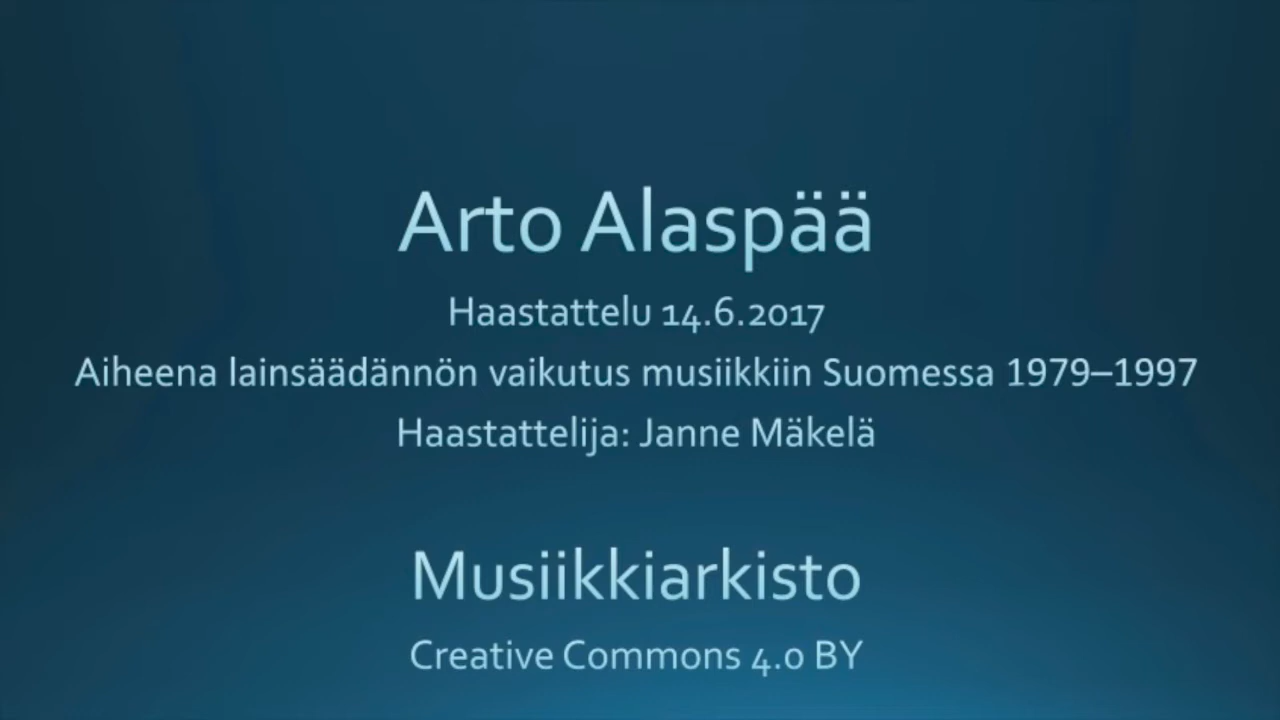 Arto Alaspää
Haastattelu 14.6.2017
Aiheena lainsäädännön vaikutus musiikkiin Suomessa 1979–1997
Haastattelija: Janne Mäkelä
Musiikkiarkisto
Creative Commons 4.0 BY